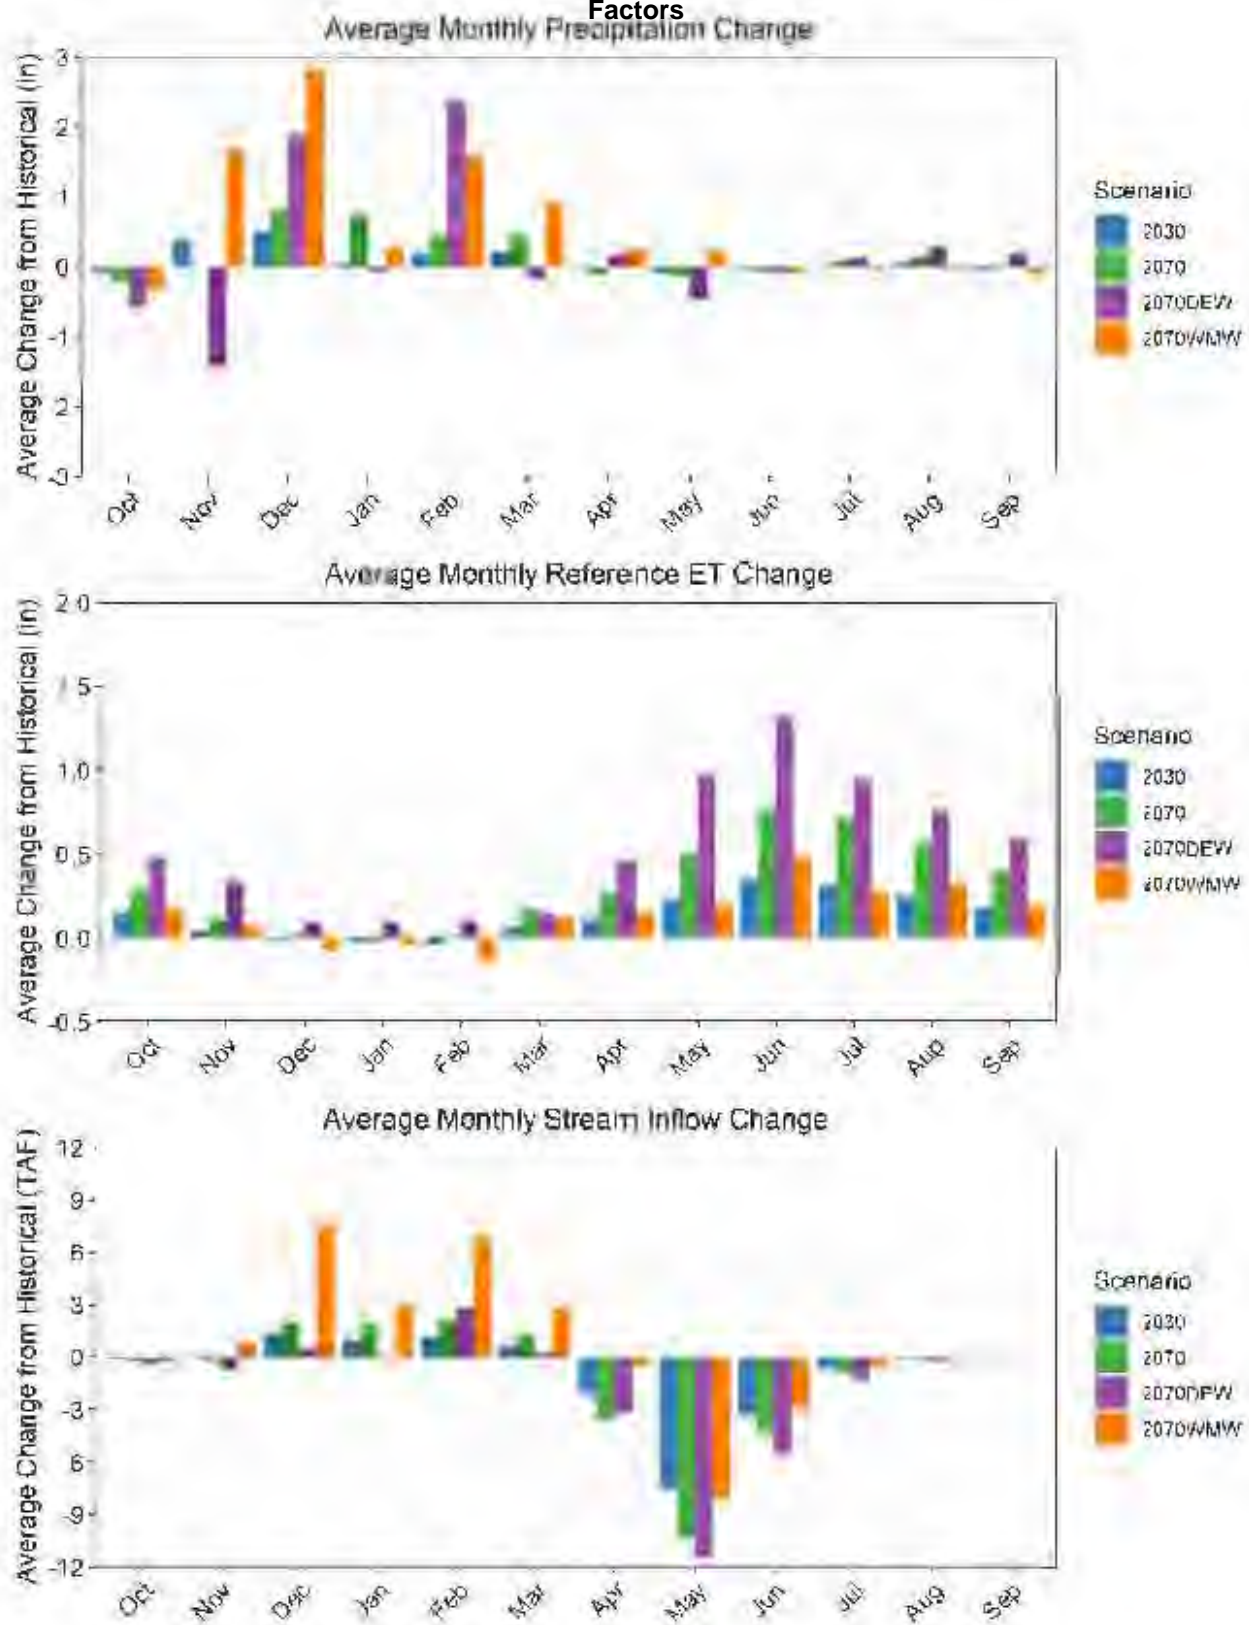 Factors
Average Monthly Precipitation Change
Average Change from Historical (in)
3
2
1
0
-1
2
-3
Oct
Nov
Dec
Jan
Feb
Mar
Apr
May
Jun
Jul
Aug
Sep
Scenario
2030
2070
2070DEW
2070WMW
Average Monthly Reference ET Change
Average Change from Historical (in)
2.0
1.5
1.0
0.5
0.0
-0.5
Oct
Nov
Dec
Jan
Feb
Mar
Apr
May
Jun
Jul
Aug
Sep
Scenario
2030
2070
2070DEW
2070WMW
Average Monthly Stream Inflow Change
Average Change from Historical (TAF)
12
9
6
3
0
-3
6
-9
-12
Oct
Nov
Dec
Jan
Feb
Mar
Apr
May
Jun
Jul
Aug
Sep
Scenario
2030
2070
2070DEW
2070WMW